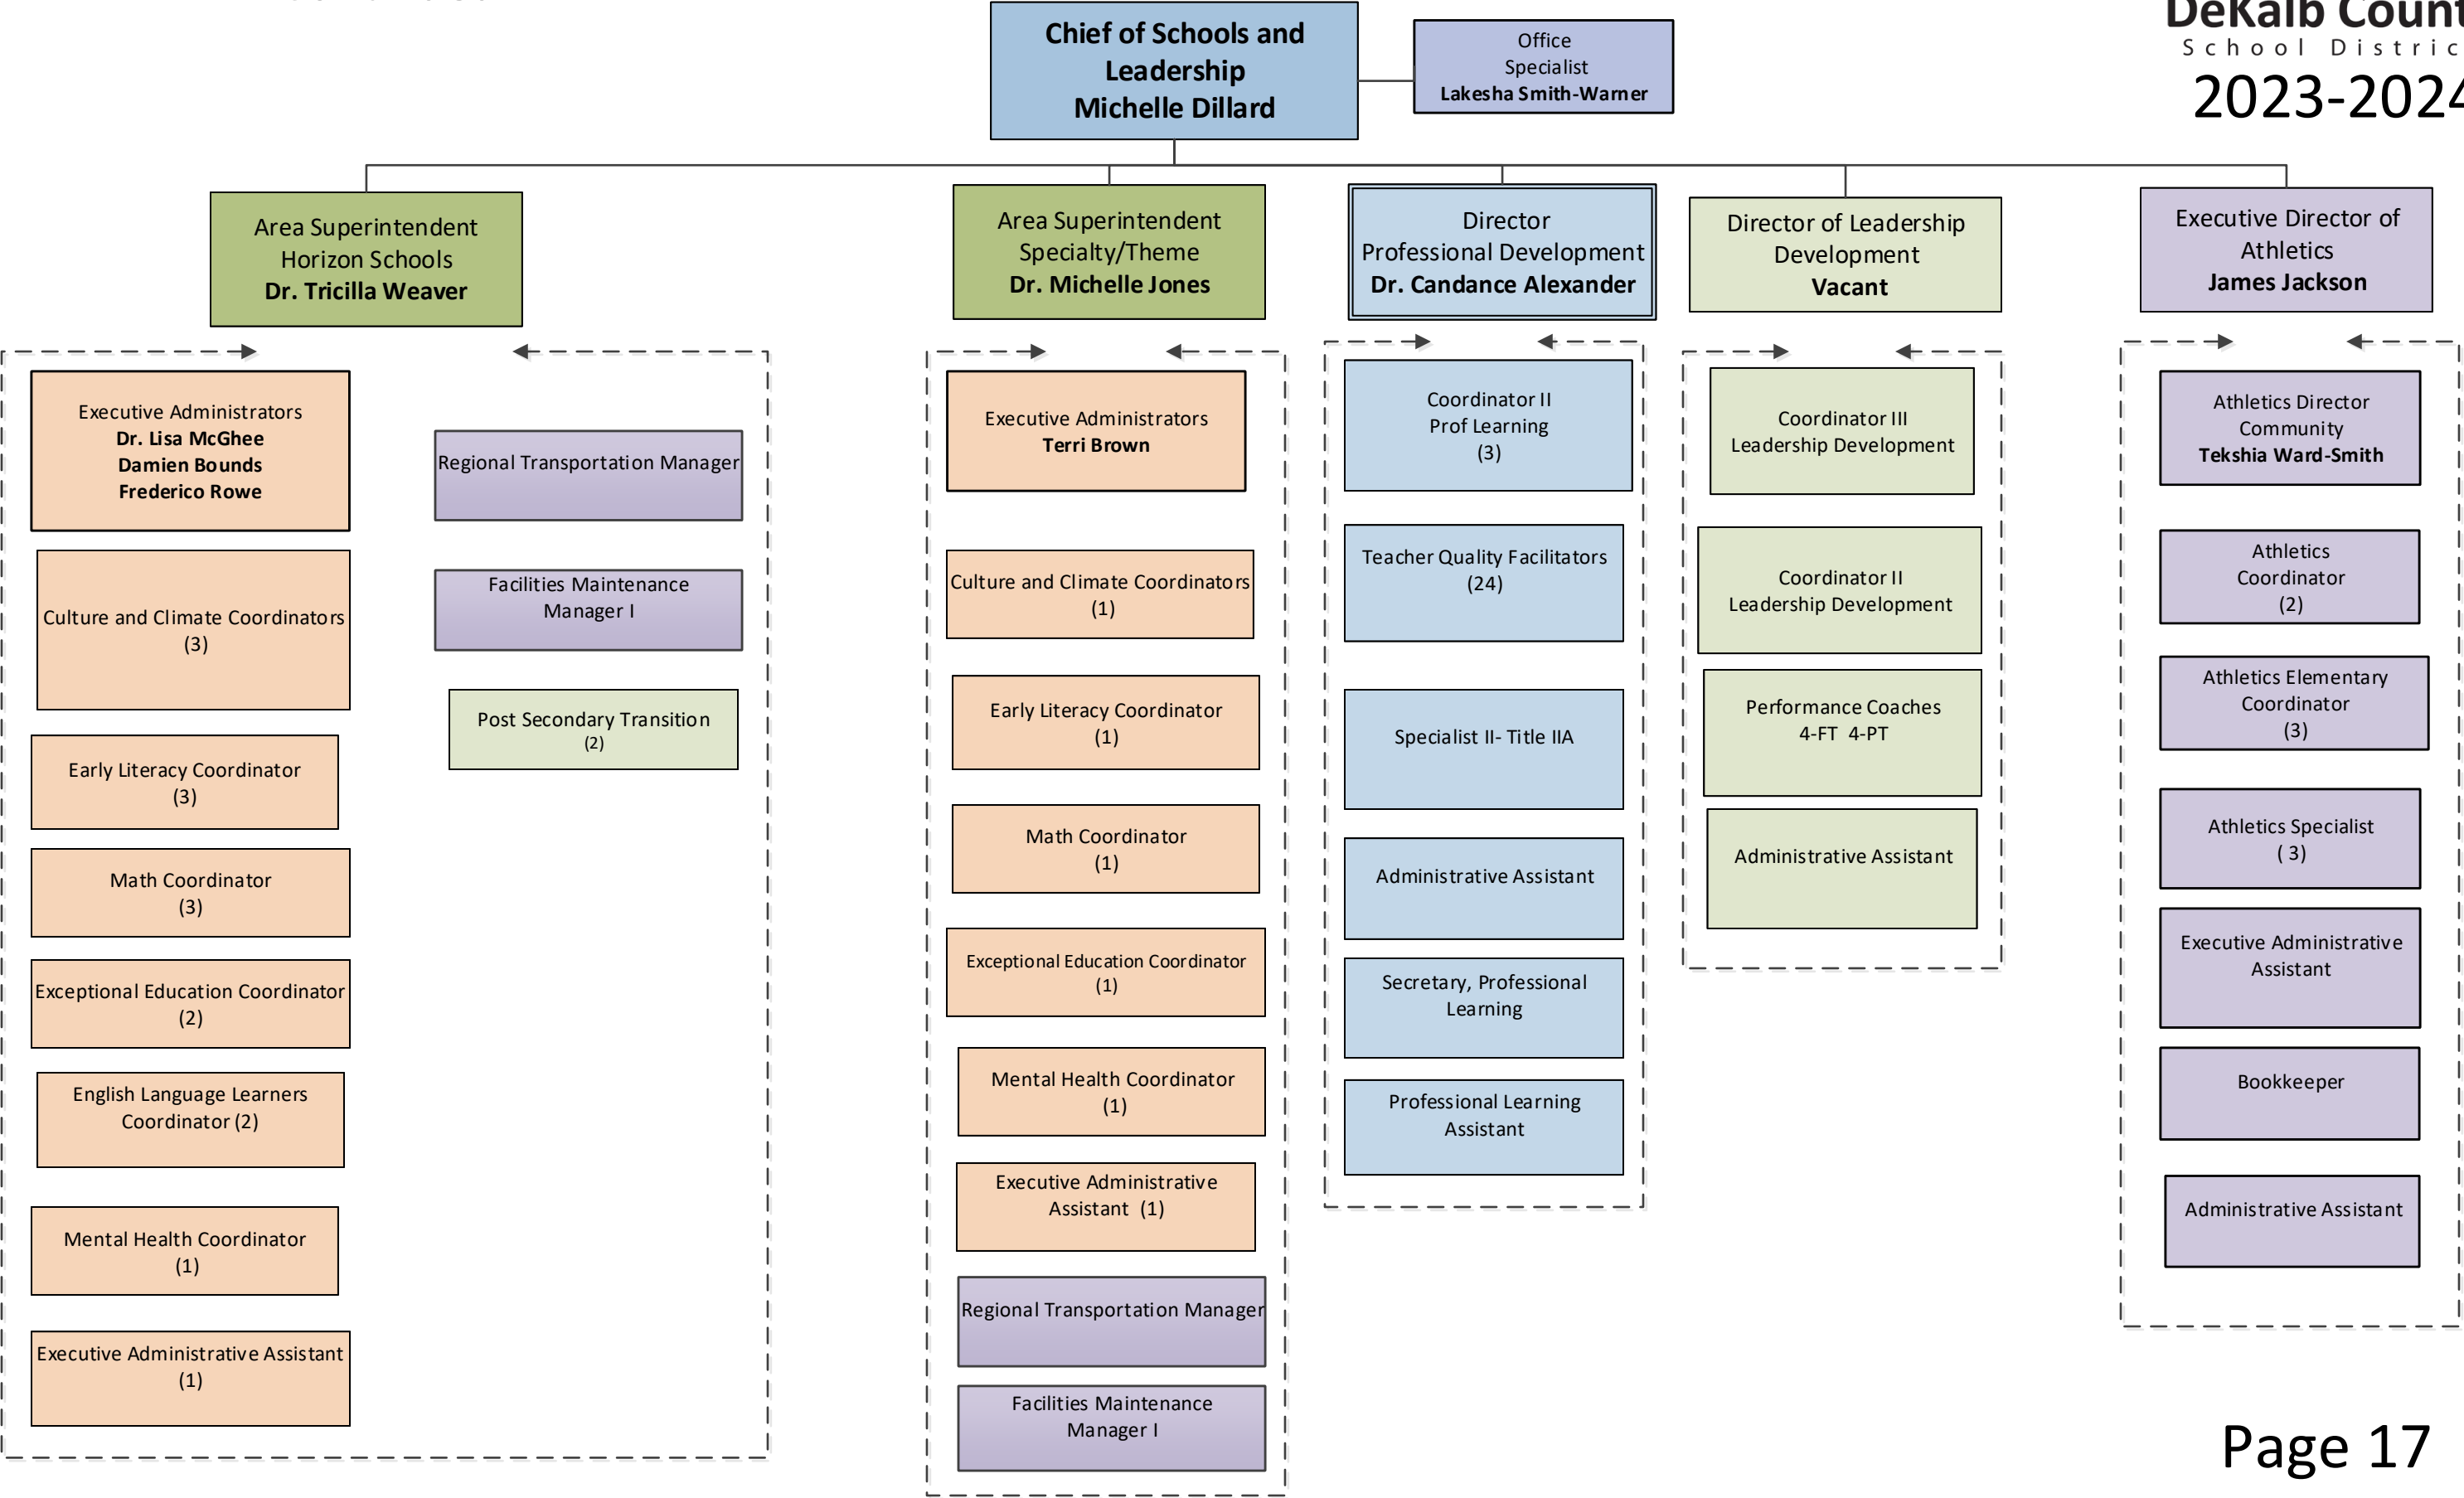 Chief of Schools and
Leadership
Michelle Dillard
Office
Specialist
Lakesha Smith-Warner
DeKalb Count
School Distric
2023-2024
Area Superintendent
Horizon Schools
Dr. Tricilla Weaver
Area Superintendent
Specialty/Theme
Dr. Michelle Jones
Director
Professional Development
Dr. Candance Alexander
Director of Leadership
Development
Vacant
Executive Director of
Athletics
James Jackson
Executive Administrators
Dr. Lisa McGhee
Damien Bounds
Frederico Rowe
Culture and Climate Coordinators
(3)
Early Literacy Coordinator
(3)
Math Coordinator
(3)
Exceptional Education Coordinator
(2)
English Language Learners
Coordinator (2)
Mental Health Coordinator
(1)
Executive Administrative Assistant
(1)
Regional Transportation Manager
Facilities Maintenance
Manager I
Post Secondary Transition
(2)
Executive Administrators
Terri Brown
Culture and Climate Coordinators
(1)
Early Literacy Coordinator
(1)
Math Coordinator
(1)
Exceptional Education Coordinator
(1)
Mental Health Coordinator
(1)
Executive Administrative
Assistant (1)
Regional Transportation Manager
Facilities Maintenance
Manager I
Coordinator II
Prof Learning
(3)
Teacher Quality Facilitators
(24)
Specialist II- Title IIA
Administrative Assistant
Secretary, Professional
Learning
Professional Learning
Assistant
Coordinator III
Leadership Development
Coordinator II
Leadership Development
Performance Coaches
4-FT 4-PT
Administrative Assistant
Athletics Director
Community
Tekshia Ward-Smith
Athletics
Coordinator
(2)
Athletics Elementary
Coordinator
(3)
Athletics Specialist
( 3)
Executive Administrative
Assistant
Bookkeeper
Administrative Assistant
Page 17